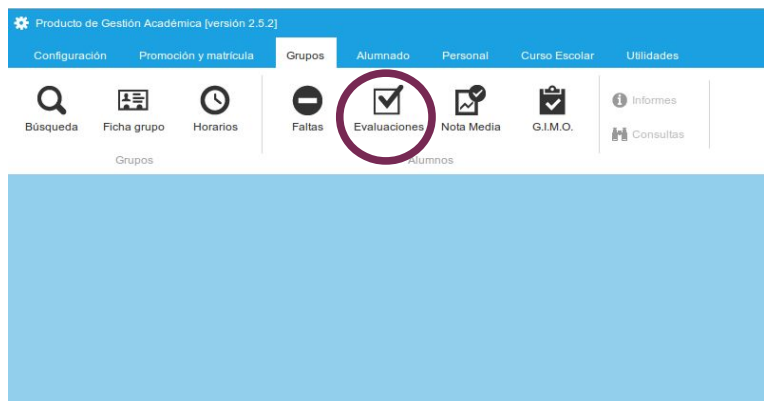 Producto de Gestión Académica [versión 2.5.2]
Configuración Promoción y matrícula Grupos Alumnado Personal Curso Escolar Utilidades
Búsqueda Ficha grupo Horarios Faltas Evaluaciones Nota Media G.I.M.O. Informes
Consultas
Grupos Alumnos